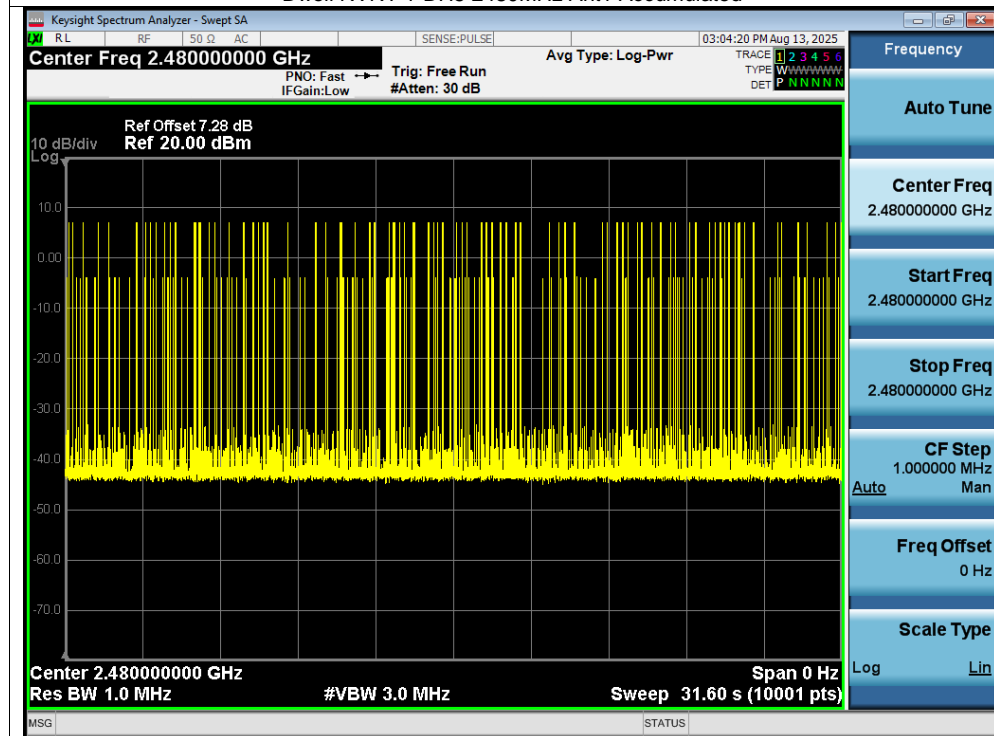 Keysight Spectrum Analyzer - Swept SA
LXI RL RF 50 Ω AC SENSE:PULSE 03:04:20 PM Aug 13, 2025
Center Freq 2.480000000 GHz Avg Type: Log-Pwr TRACE 1 2 3 4 5 6
PNO: Fast Trig: Free Run TYPE WWWWWWW
IFGain:Low #Atten: 30 dB DET P N N N N N
Ref Offset 7.28 dB
10 dB/div Ref 20.00 dBm
Log
10.0
0.00
-10.0
-20.0
-30.0
-40.0
-50.0
-60.0
-70.0
Center 2.480000000 GHz Span 0 Hz
Res BW 1.0 MHz #VBW 3.0 MHz Sweep 31.60 s (10001 pts)
MSG STATUS
Frequency
Auto Tune
Center Freq
2.480000000 GHz
Start Freq
2.480000000 GHz
Stop Freq
2.480000000 GHz
CF Step
1.000000 MHz
Auto Man
Freq Offset
0 Hz
Scale Type
Log Lin